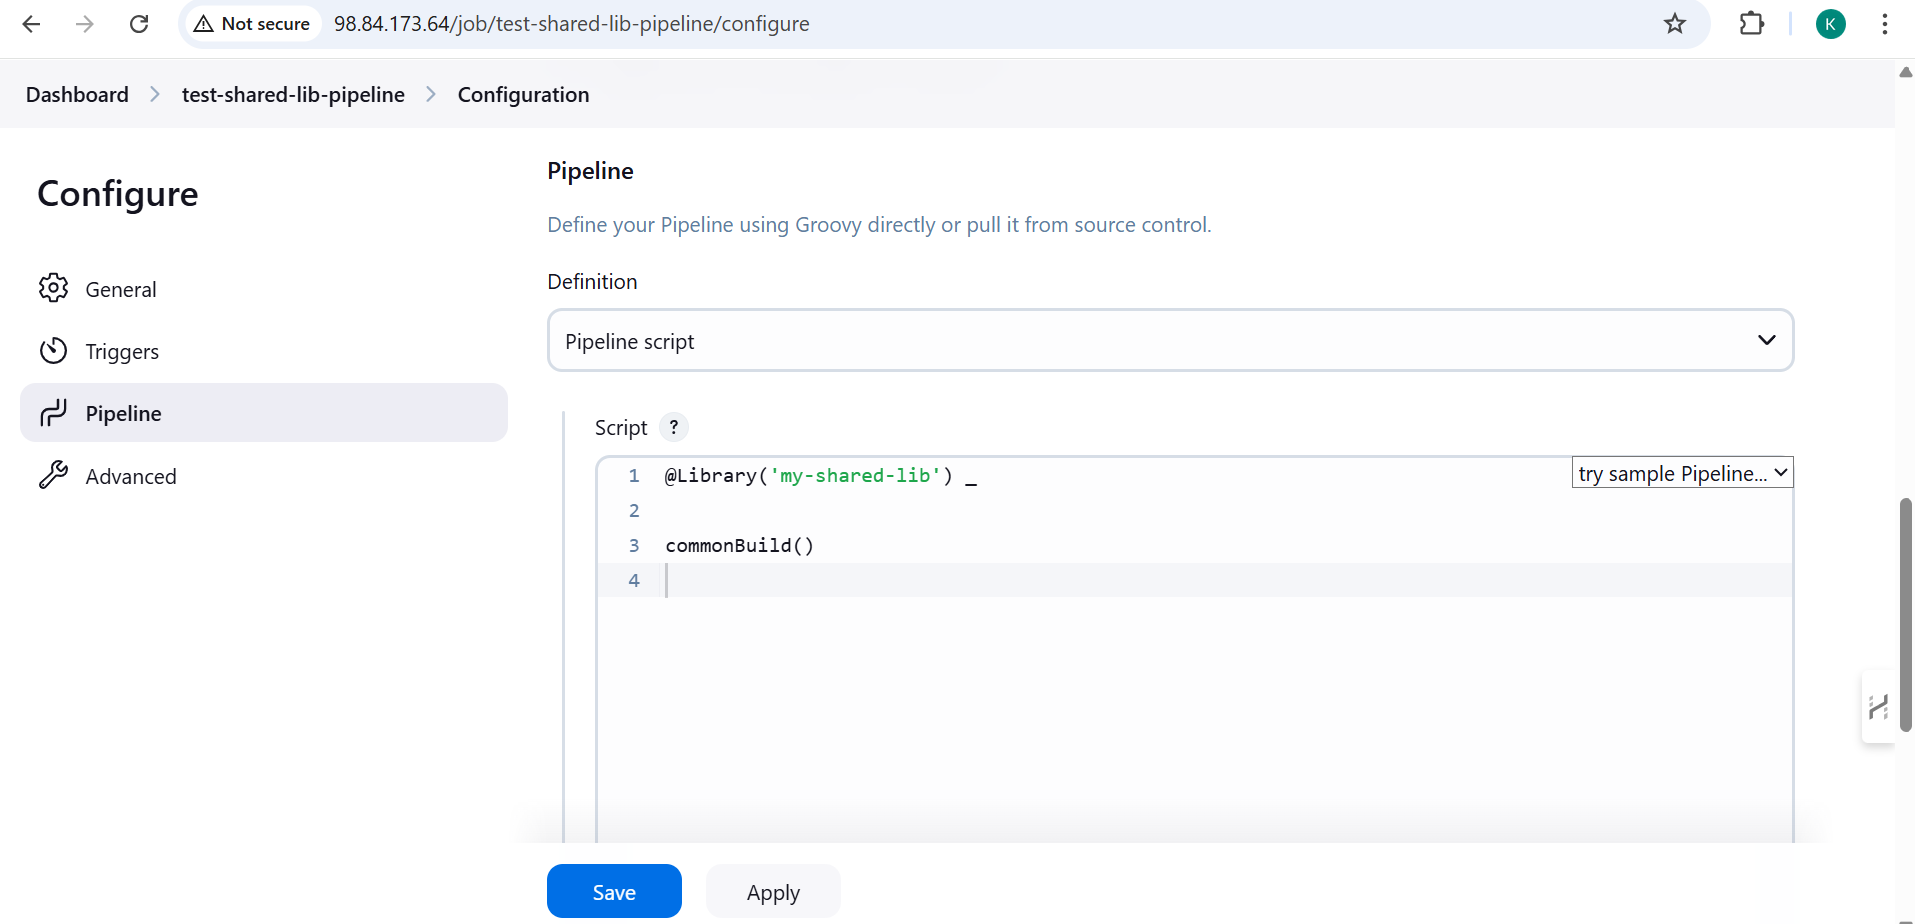 Not secure
98.84.173.64/job/test-shared-lib-pipeline/configure
K
Dashboard
test-shared-lib-pipeline
Configuration
Configure
General
Triggers
Pipeline
Advanced
Pipeline
Define your Pipeline using Groovy directly or pull it from source control.
Definition
Pipeline script
Script ?
try sample Pipeline...
1 @Library('my-shared-lib') _
2
3 commonBuild()
4
Save
Apply